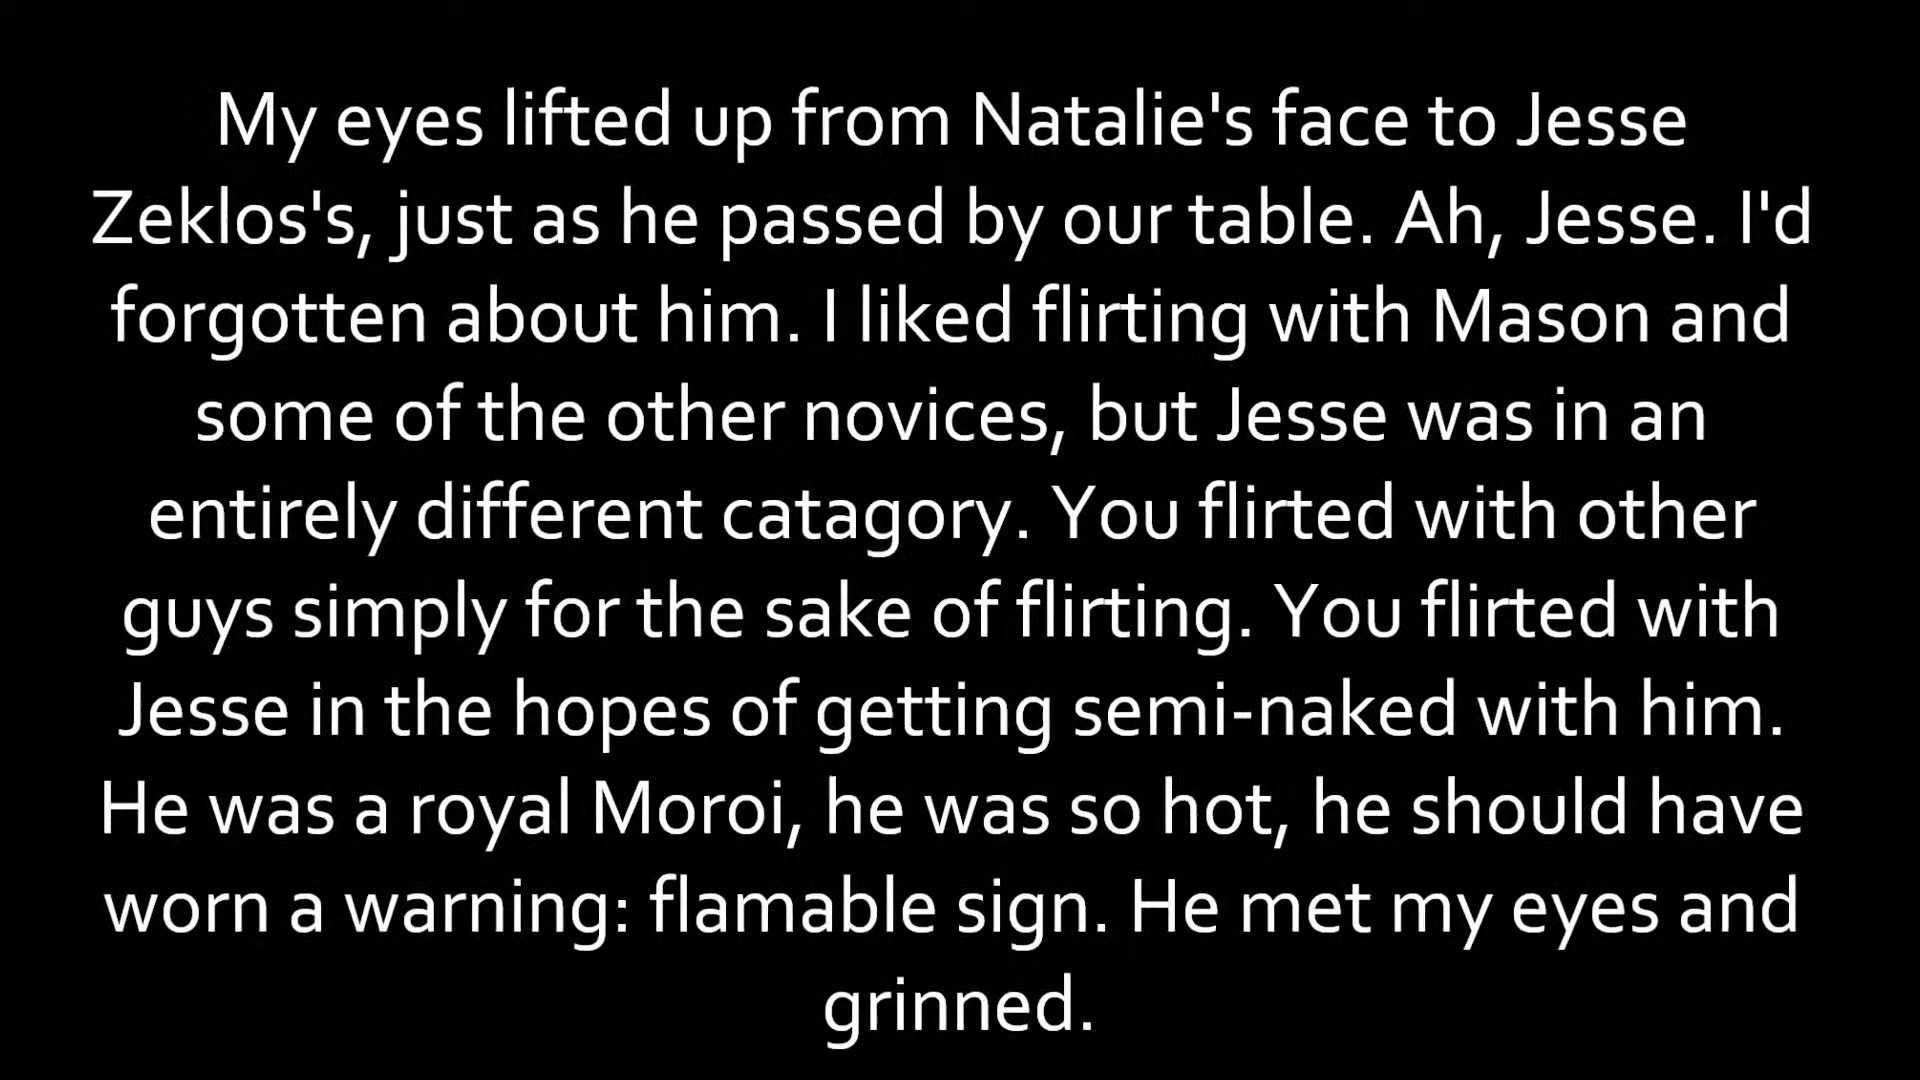 My eyes lifted up from Natalie's face to Jesse
Zeklos's, just as he passed by our table. Ah, Jesse. I'd
forgotten about him. I liked flirting with Mason and
some of the other novices, but Jesse was in an
entirely different catagory. You flirted with other
guys simply for the sake of flirting. You flirted with
Jesse in the hopes of getting semi-naked with him.
He was a royal Moroi, he was so hot, he should have
worn a warning: flamable sign. He met my eyes and
grinned.